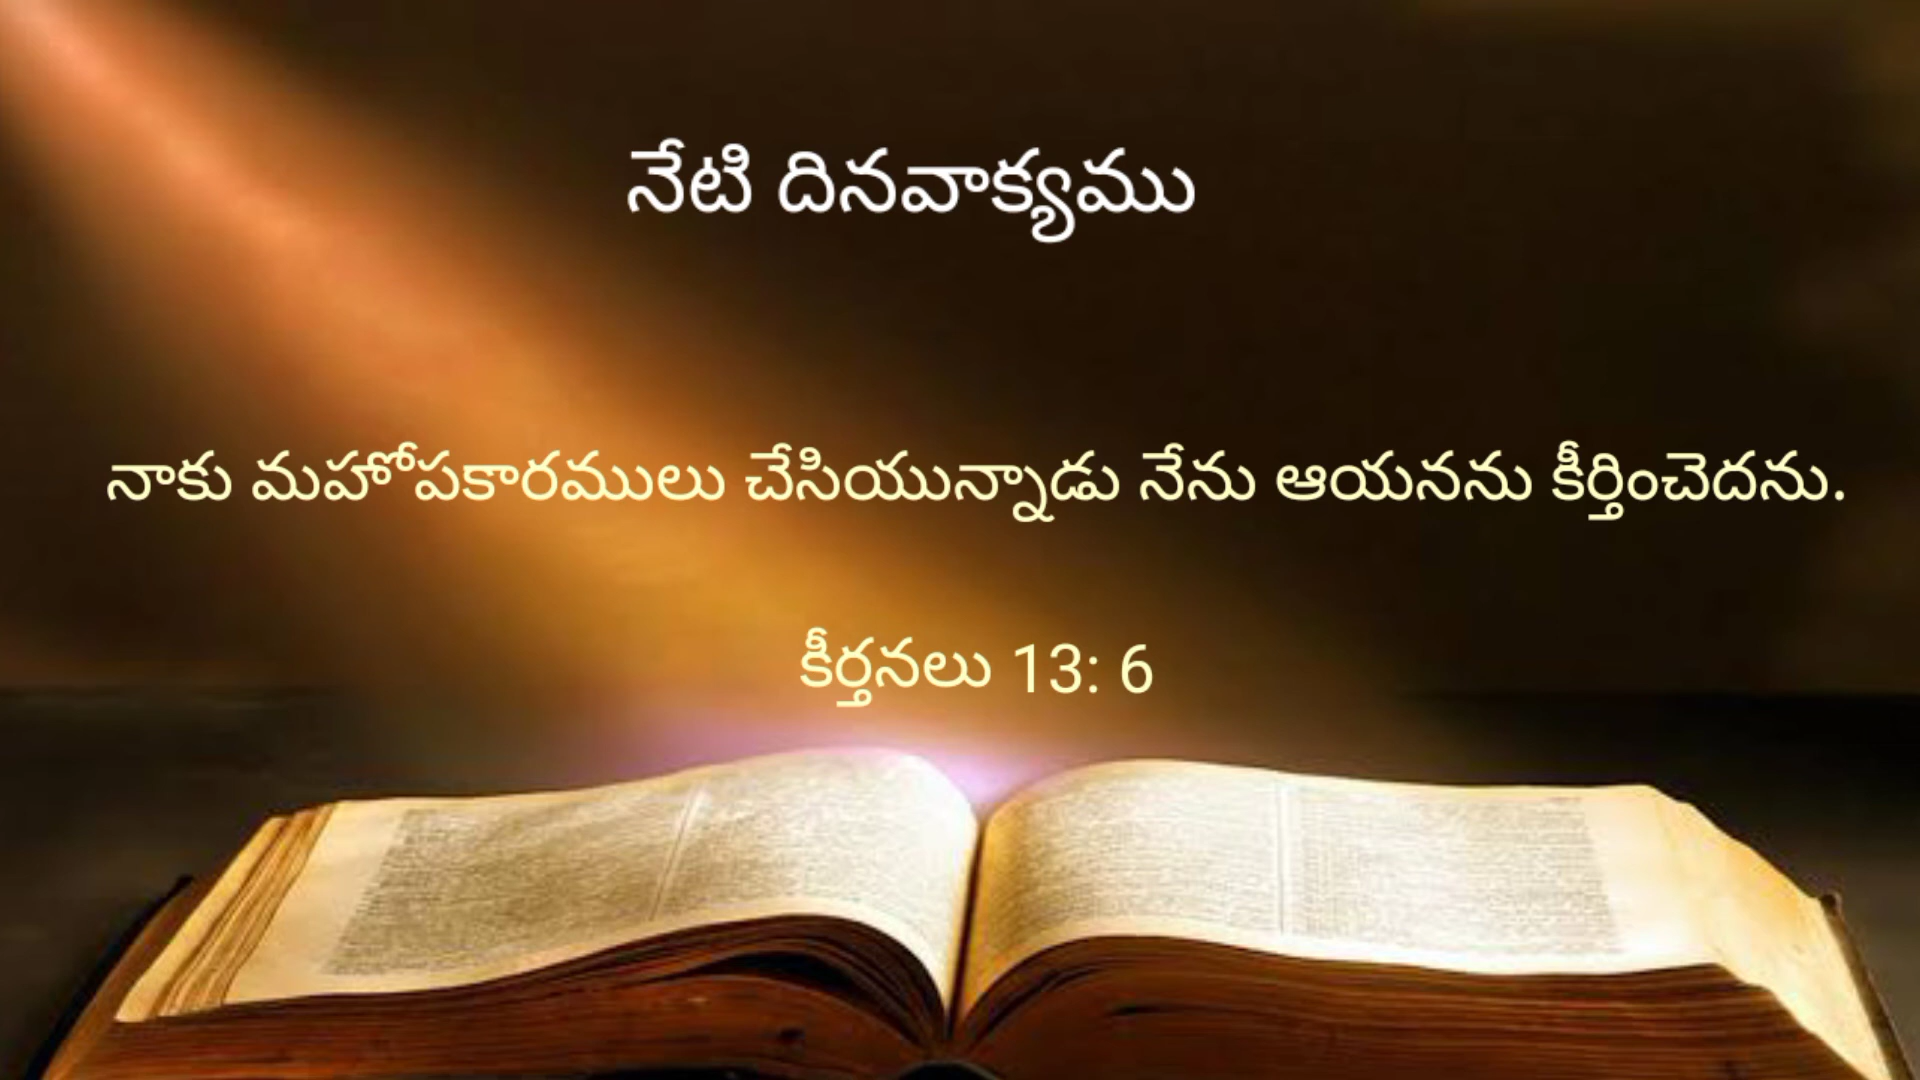 నేటి దినవాక్యము
నాకు మహోపకారములు చేసియున్నాడు నేను ఆయనను కీర్తించెదను.
కీర్తనలు 13: 6